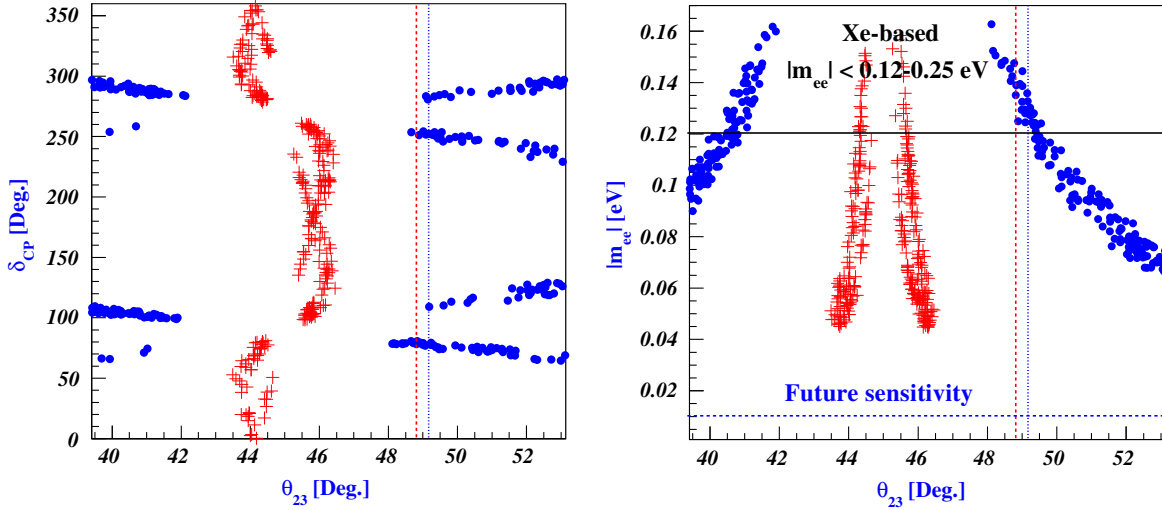 350
300
250
200
150
100
50
0
δCP [Deg.]
40 42 44 46 48 50 52
θ23 [Deg.]
0.16
0.14
0.12
0.1
0.08
0.06
0.04
0.02
|mee| [eV]
Xe-based
|mee| < 0.12-0.25 eV
Future sensitivity
40 42 44 46 48 50 52
θ23 [Deg.]